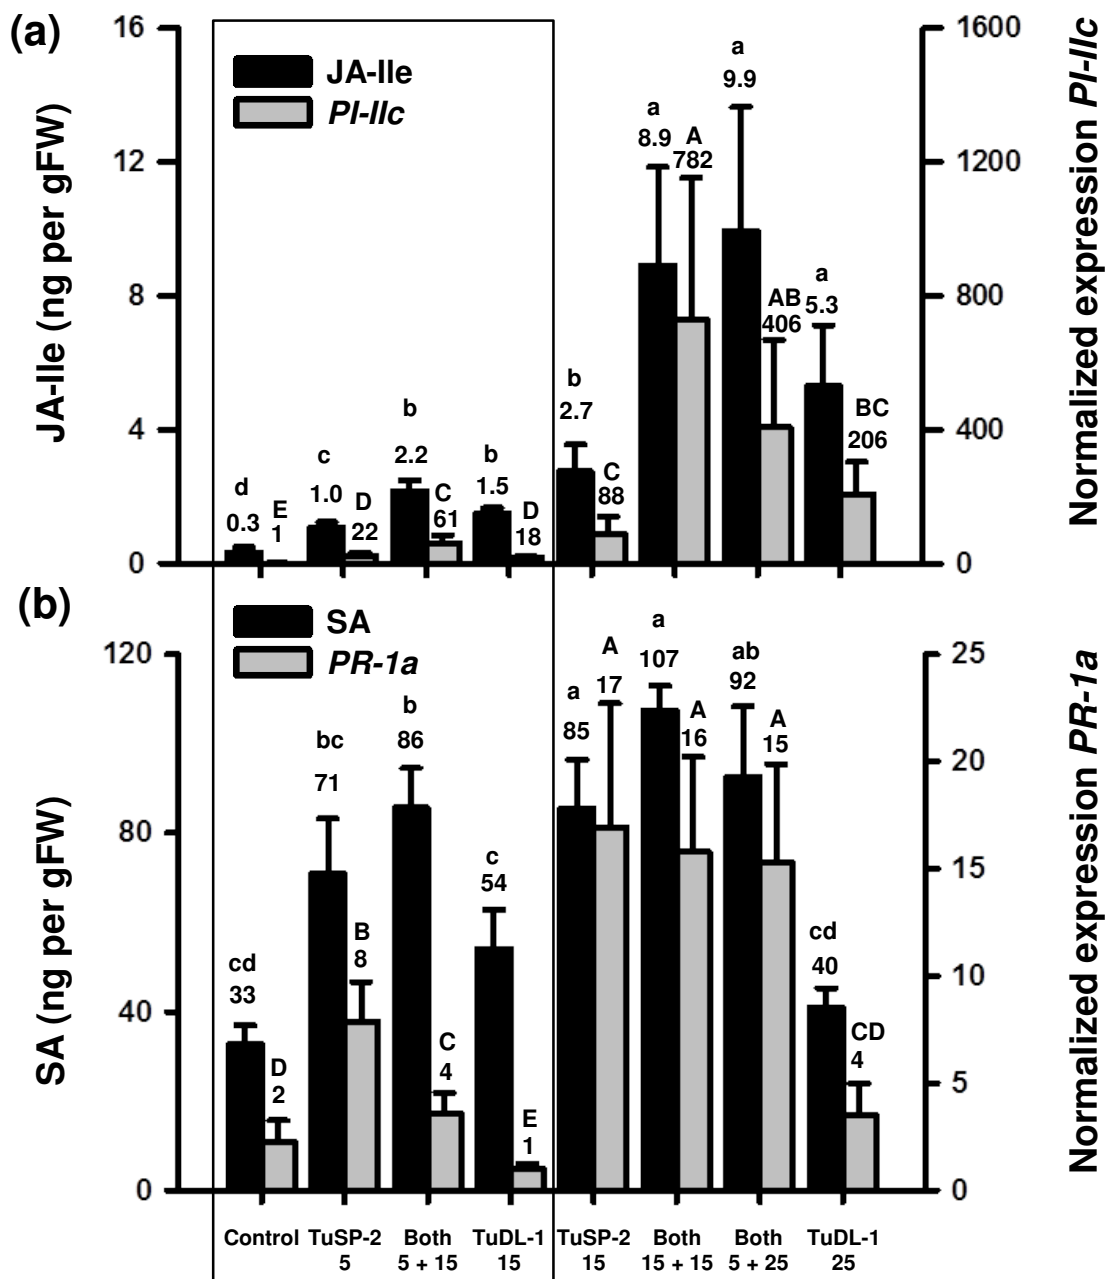 (a)
16
12
8
4
0
JA-Ile (ng per gFW)
JA-Ile
PI-IIc
1600
1200
800
400
0
Normalized expression PI-IIc
d
0.3
E
1
c
1.0
D
22
b
2.2
C
61
b
1.5
D
18
b
2.7
C
88
a
8.9
A
782
a
9.9
AB
406
a
5.3
BC
206
(b)
120
80
40
0
SA (ng per gFW)
SA
PR-1a
25
20
15
10
5
0
Normalized expression PR-1a
cd
33
D
2
bc
71
B
8
b
86
C
4
c
54
E
1
a
85
A
17
a
107
A
16
ab
92
A
15
cd
40
CD
4
Control
TuSP-2
5
Both
5 + 15
TuDL-1
15
TuSP-2
15
Both
15 + 15
Both
5 + 25
TuDL-1
25